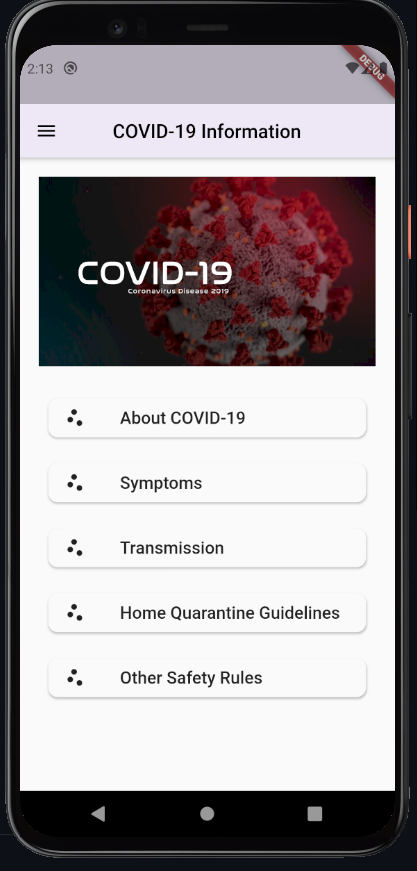 2:13
DEBUG
COVID-19 Information
COVID-19
Coronavirus Disease 2019
About COVID-19
Symptoms
Transmission
Home Quarantine Guidelines
Other Safety Rules